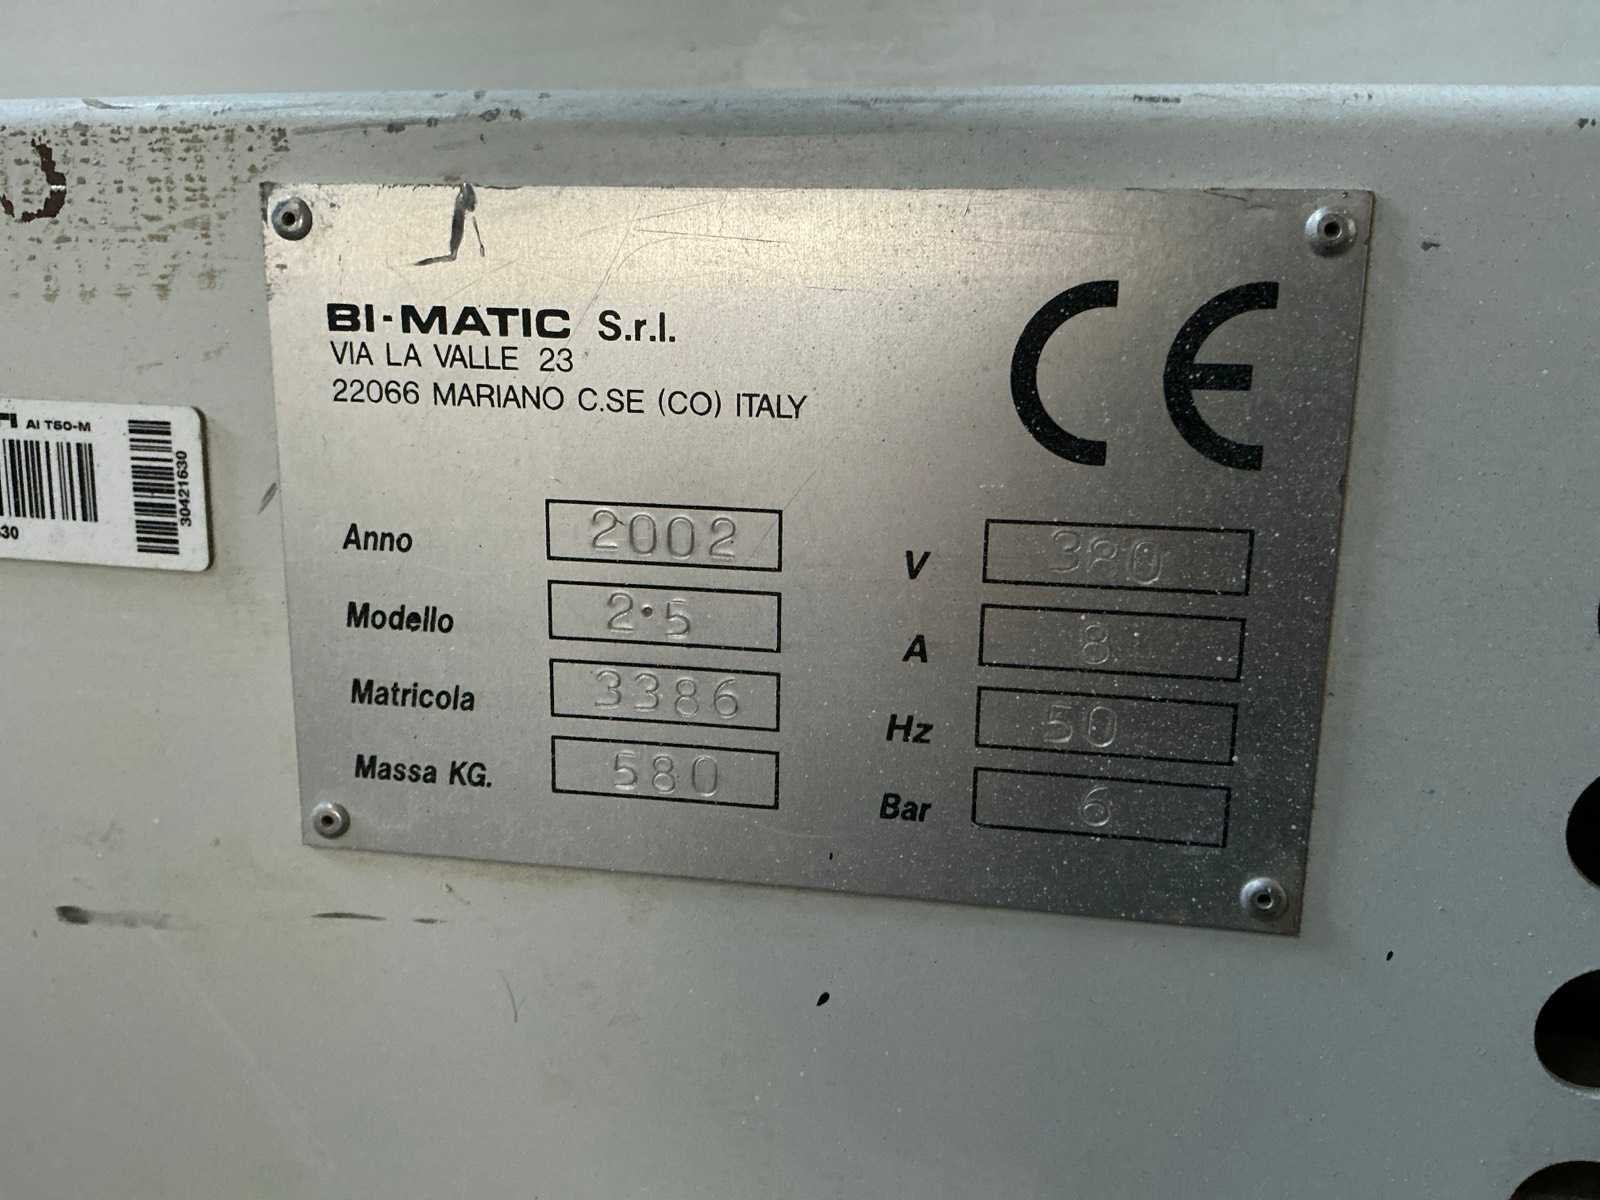 BI-MATIC S.r.l.
VIA LA VALLE 23
22066 MARIANO C.SE (CO) ITALY
CE
Anno 2002
Modello 2·5
Matricola 3386
Massa KG. 580
V 380
A 8
Hz 50
Bar 6
AI T50-M
30421630